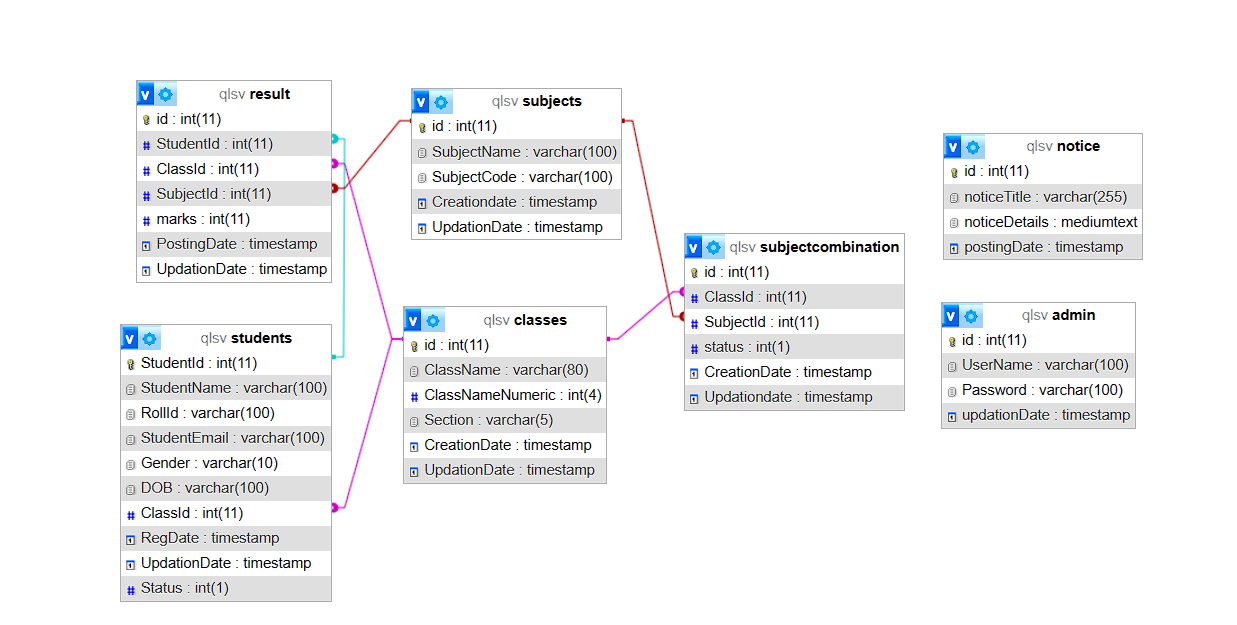 qlsv result
id : int(11)
StudentId : int(11)
ClassId : int(11)
SubjectId : int(11)
marks : int(11)
PostingDate : timestamp
UpdationDate : timestamp
qlsv students
StudentId : int(11)
StudentName : varchar(100)
RollId : varchar(100)
StudentEmail : varchar(100)
Gender : varchar(10)
DOB : varchar(100)
ClassId : int(11)
RegDate : timestamp
UpdationDate : timestamp
Status : int(1)
qlsv subjects
id : int(11)
SubjectName : varchar(100)
SubjectCode : varchar(100)
Creationdate : timestamp
UpdationDate : timestamp
qlsv classes
id : int(11)
ClassName : varchar(80)
ClassNameNumeric : int(4)
Section : varchar(5)
CreationDate : timestamp
UpdationDate : timestamp
qlsv subjectcombination
id : int(11)
ClassId : int(11)
SubjectId : int(11)
status : int(1)
CreationDate : timestamp
Updationdate : timestamp
qlsv notice
id : int(11)
noticeTitle : varchar(255)
noticeDetails : mediumtext
postingDate : timestamp
qlsv admin
id : int(11)
UserName : varchar(100)
Password : varchar(100)
updationDate : timestamp